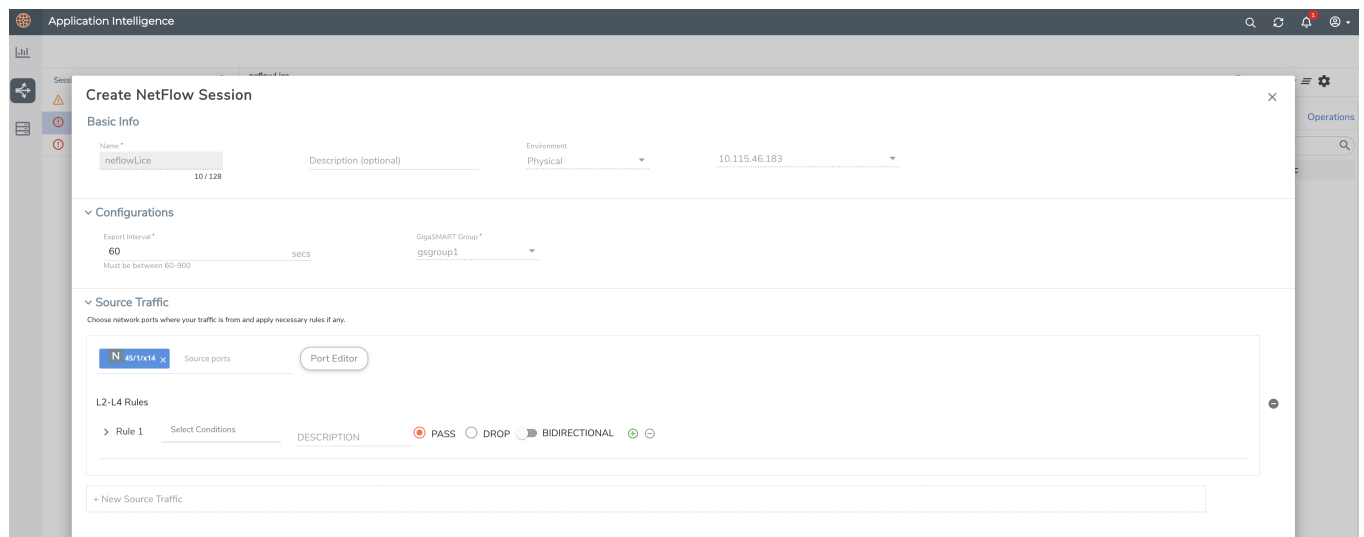 Application Intelligence
1
Sess
neflowLice
Create NetFlow Session
Operations
Basic Info
Name*
neflowLice
10 / 128
Description (optional)
Environment
Physical
10.115.46.183
Configurations
Export Interval*
60
secs
Must be between 60-900
GigaSMART Group*
gsgroup1
Source Traffic
Choose network ports where your traffic is from and apply necessary rules if any.
N 45/1/x14 x
Source ports
Port Editor
L2-L4 Rules
Rule 1
Select Conditions
DESCRIPTION
PASS
DROP
BIDIRECTIONAL
+ New Source Traffic